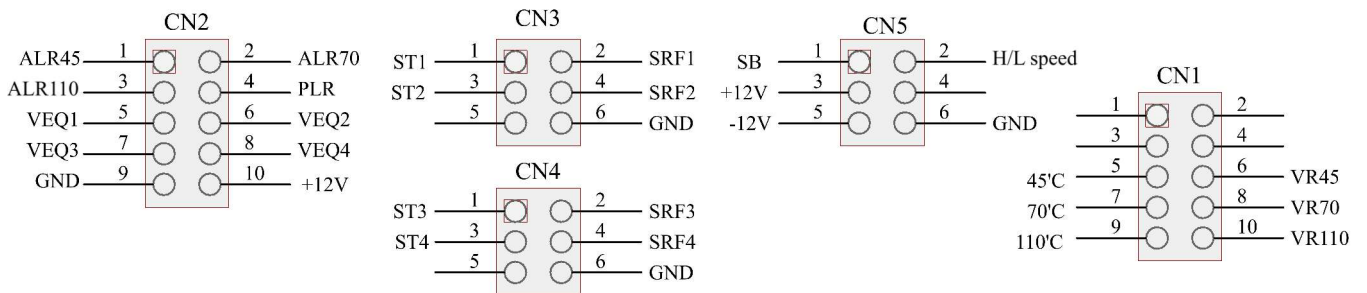 CN2
ALR45 1 2 ALR70
ALR110 3 4 PLR
VEQ1 5 6 VEQ2
VEQ3 7 8 VEQ4
GND 9 10 +12V
CN3
ST1 1 2 SRF1
ST2 3 4 SRF2
5 6 GND
CN4
ST3 1 2 SRF3
ST4 3 4 SRF4
5 6 GND
CN5
SB 1 2 H/L speed
+12V 3 4
-12V 5 6 GND
CN1
1 2
3 4
45'C 5 6 VR45
70'C 7 8 VR70
110'C 9 10 VR110